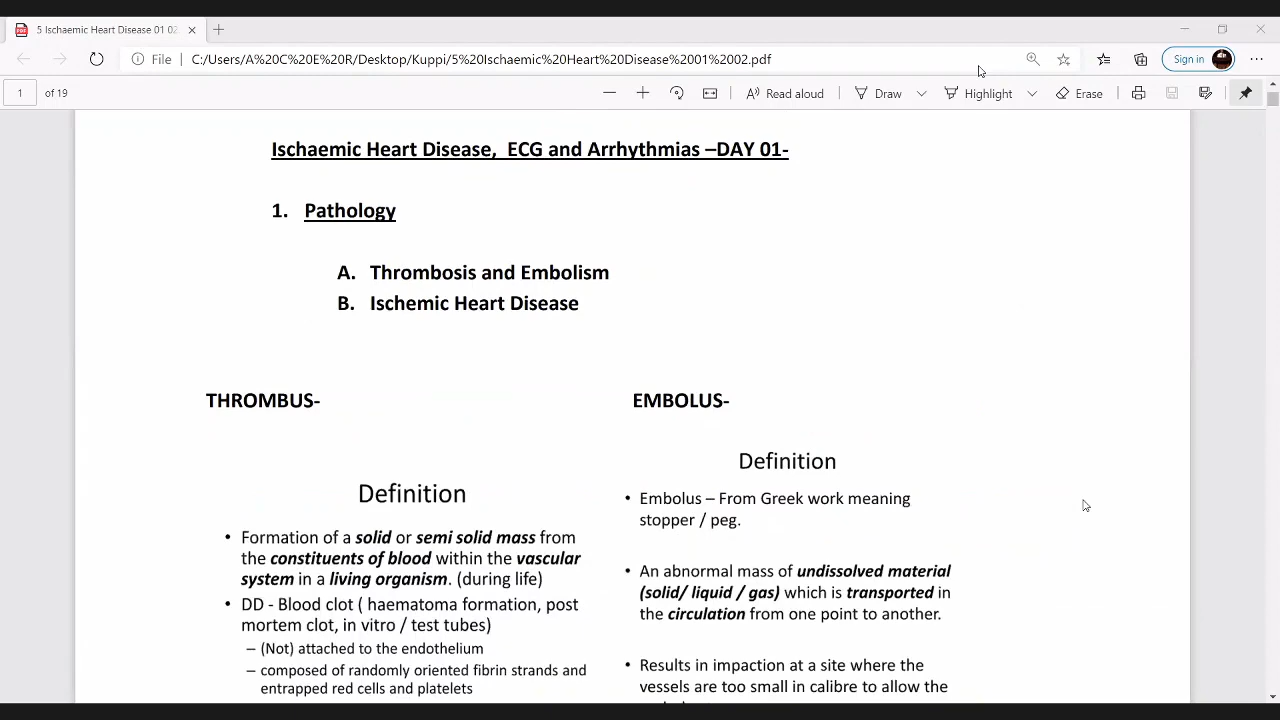 5 Ischaemic Heart Disease 01 02
File
C:/Users/A%20C%20E%20R/Desktop/Kuppi/5%20Ischemic%20Heart%20Disease%2001%2002.pdf
Sign in
1 of 19
Read aloud
Draw
Highlight
Erase
Ischaemic Heart Disease, ECG and Arrhythmias –DAY 01-
1. Pathology
A. Thrombosis and Embolism
B. Ischemic Heart Disease
THROMBUS-
Definition
• Formation of a solid or semi solid mass from
the constituents of blood within the vascular
system in a living organism. (during life)
• DD - Blood clot ( haematoma formation, post
mortem clot, in vitro / test tubes)
– (Not) attached to the endothelium
– composed of randomly oriented fibrin strands and
entrapped red cells and platelets
EMBOLUS-
Definition
• Embolus – From Greek work meaning
stopper / peg.
• An abnormal mass of undissolved material
(solid/ liquid / gas) which is transported in
the circulation from one point to another.
• Results in impaction at a site where the
vessels are too small in calibre to allow the